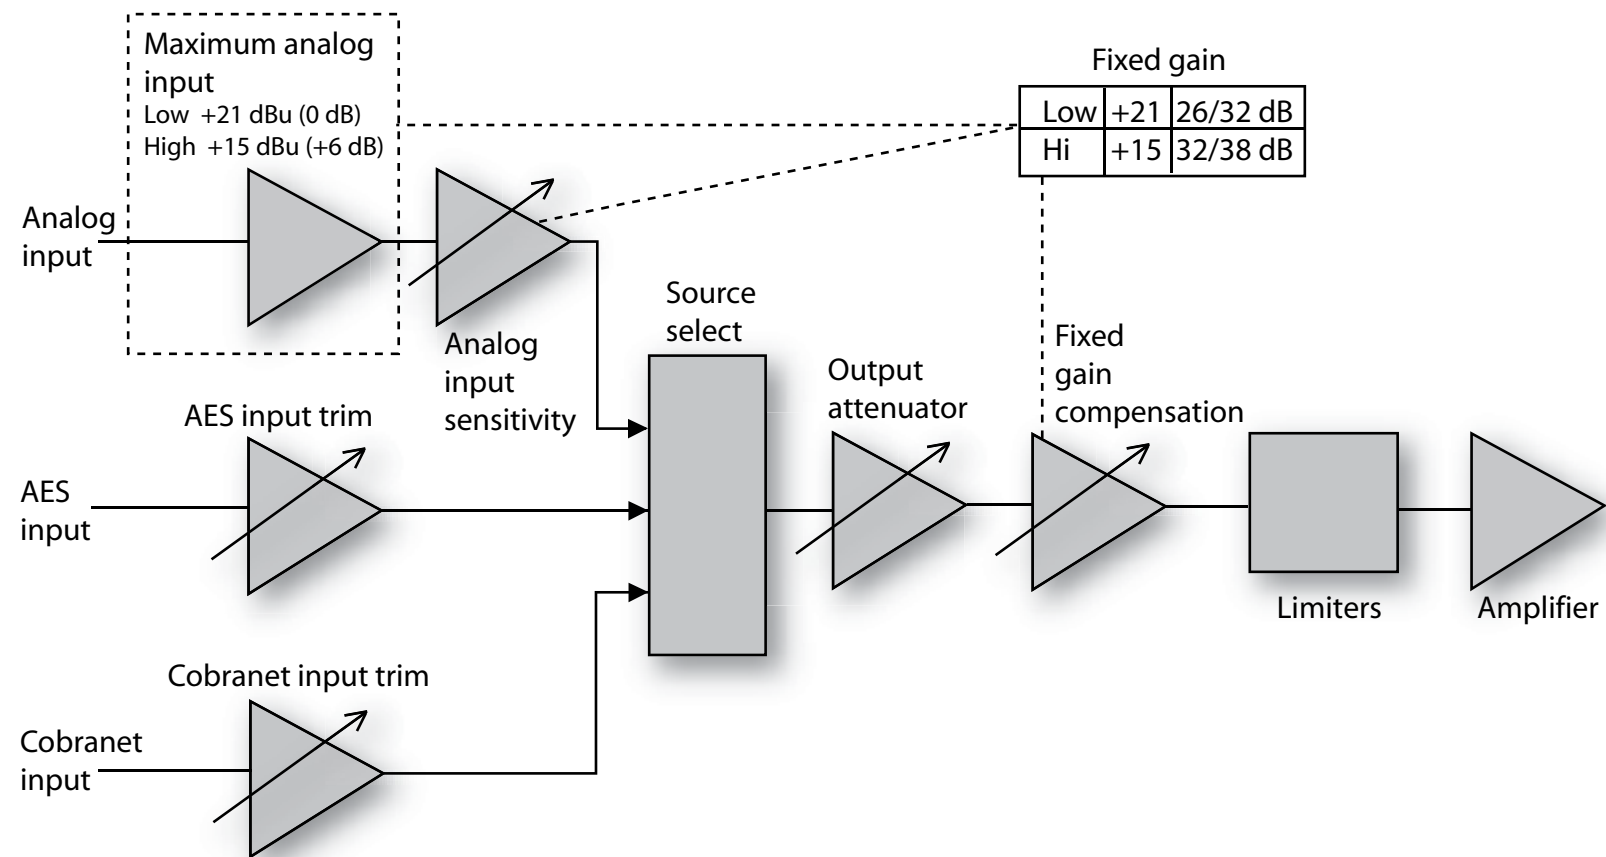 Maximum analog
input
Low +21 dBu (0 dB)
High +15 dBu (+6 dB)
Fixed gain
Low +21 26/32 dB
Hi +15 32/38 dB
Analog
input
Analog
input
sensitivity
Source
select
Fixed
gain
compensation
Output
attenuator
AES input trim
AES
input
Limiters
Amplifier
Cobranet input trim
Cobranet
input